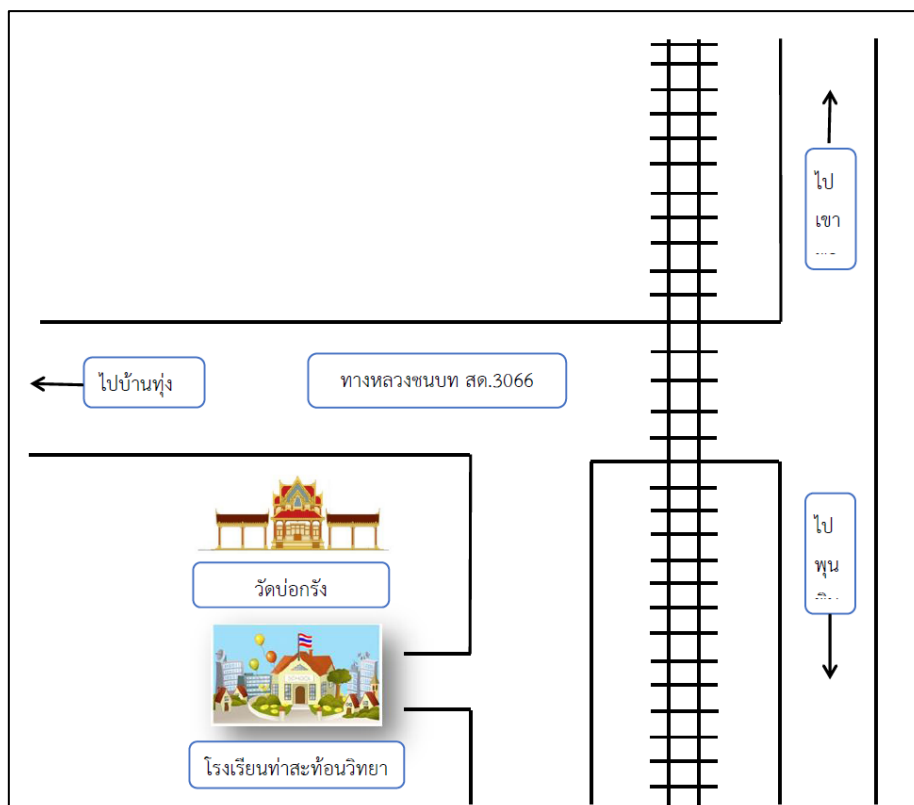 ไป
เขา
ไปบ้านทุ่ง
ทางหลวงชนบท สด.3066
ไป
พุน
วัดบ่อกรัง
SCHOOL
โรงเรียนท่าสะท้อนวิทยา